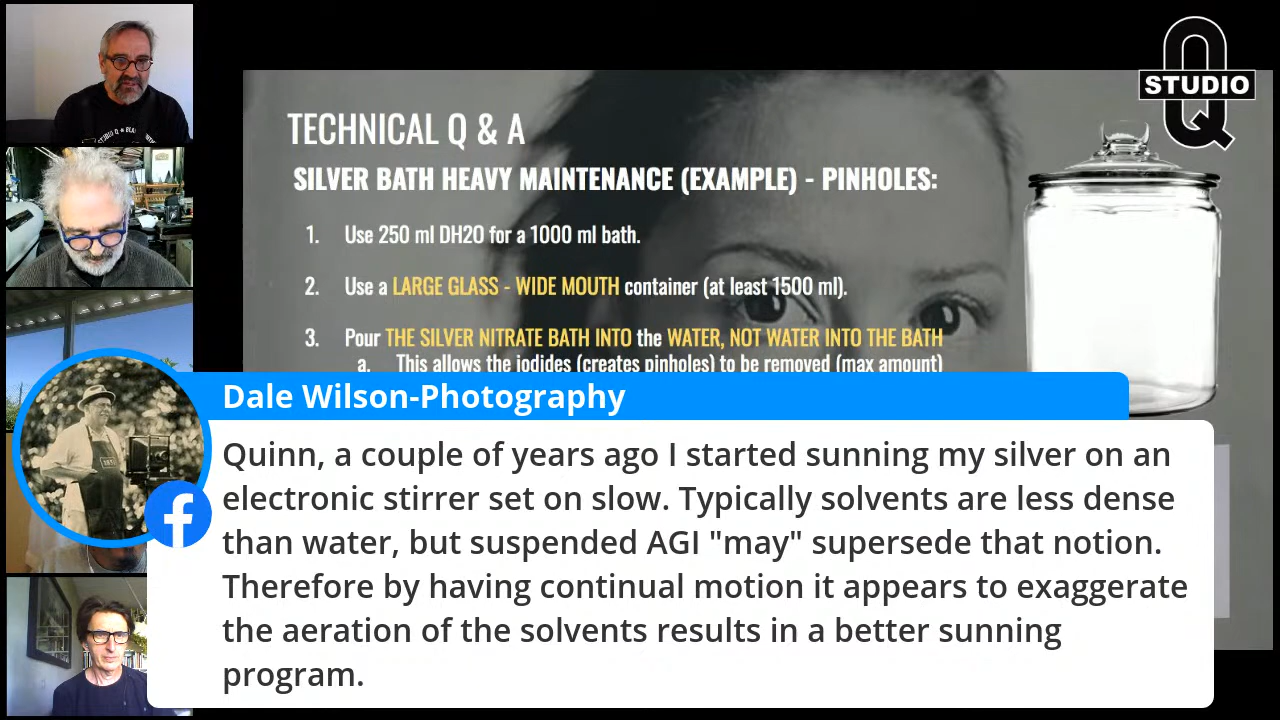 STUDIO
Q
TECHNICAL Q & A
SILVER BATH HEAVY MAINTENANCE (EXAMPLE) - PINHOLES:
1. Use 250 ml DH2O for a 1000 ml bath.
2. Use a LARGE GLASS - WIDE MOUTH container (at least 1500 ml).
3. Pour THE SILVER NITRATE BATH INTO the WATER, NOT WATER INTO THE BATH
a. This allows the iodides (creates pinholes) to be removed (max amount)
Dale Wilson-Photography
Quinn, a couple of years ago I started sunning my silver on an
electronic stirrer set on slow. Typically solvents are less dense
than water, but suspended AGI "may" supersede that notion.
Therefore by having continual motion it appears to exaggerate
the aeration of the solvents results in a better sunning
program.